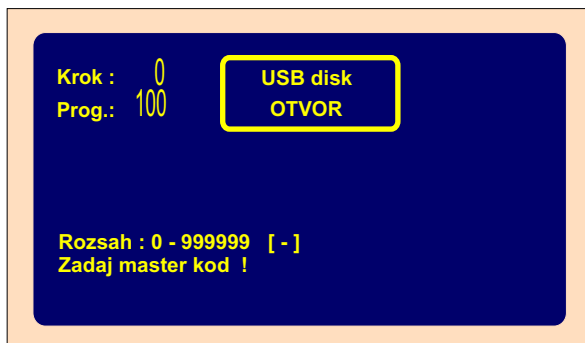 Krok : 0
Prog.: 100
USB disk
OTVOR
Rozsah : 0 - 999999 [ - ]
Zadaj master kod !